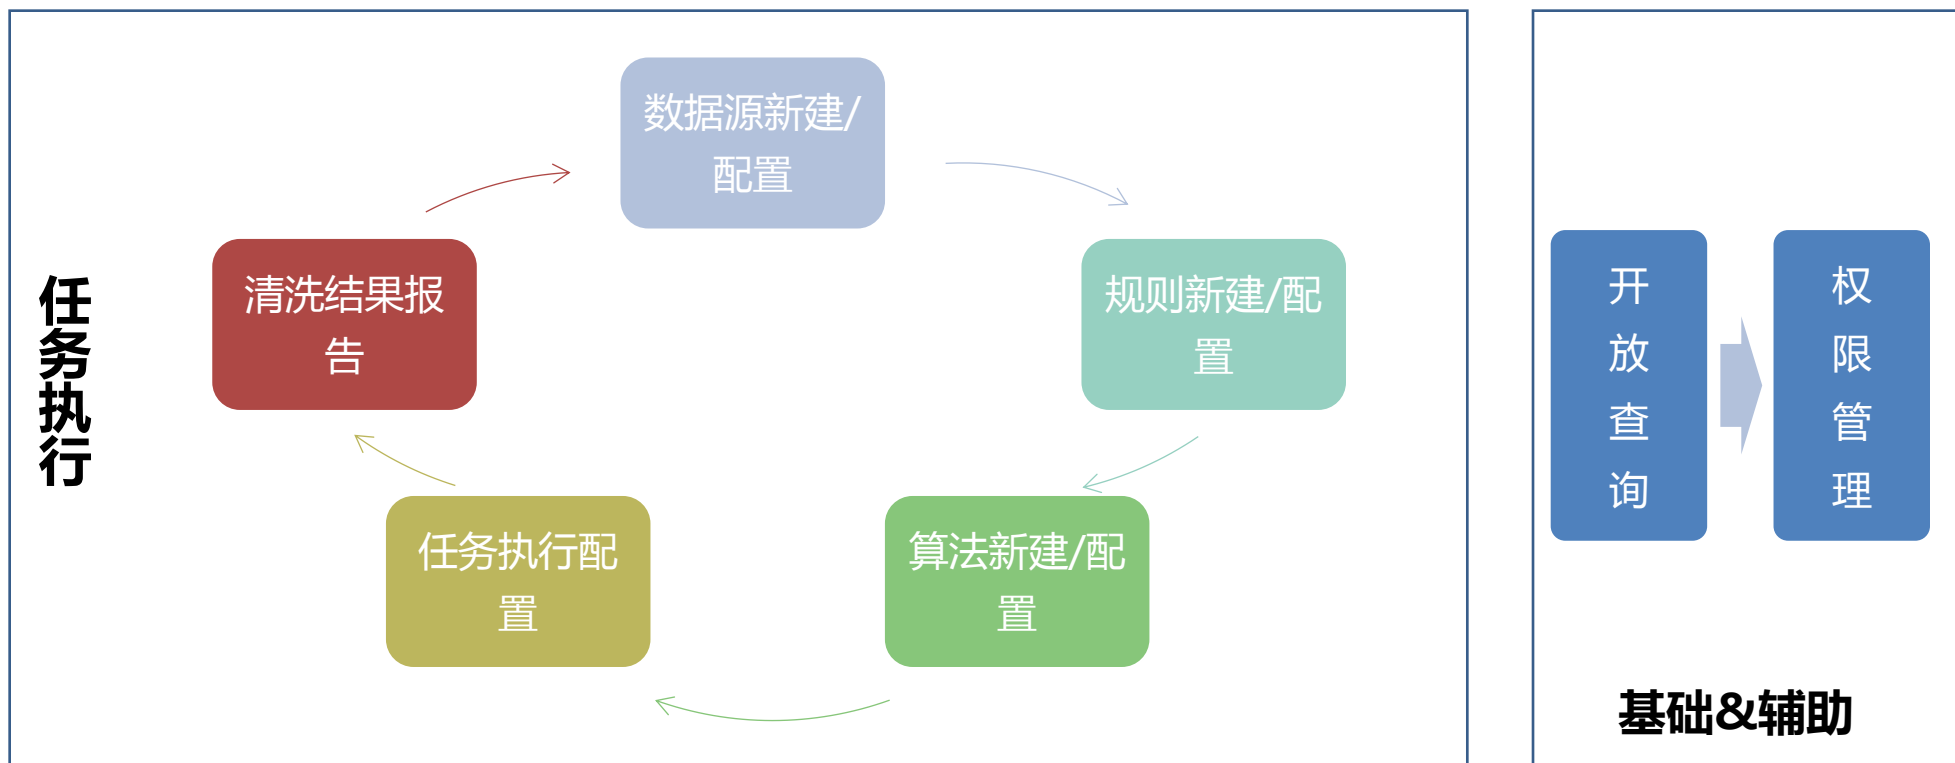 任务执行
数据源新建/
配置
规则新建/配
置
算法新建/配
置
任务执行配
置
清洗结果报
告
开放查询
权限管理
基础&辅助